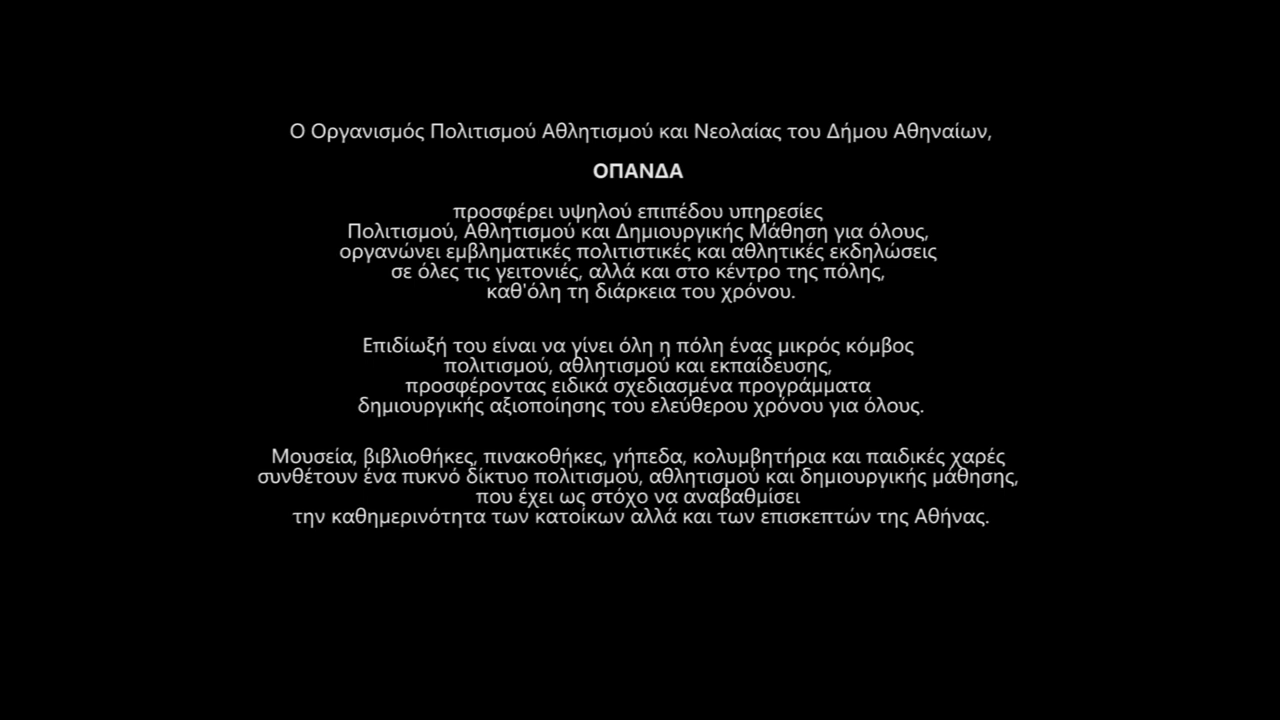 Ο Οργανισμός Πολιτισμού Αθλητισμού και Νεολαίας του Δήμου Αθηναίων,
ΟΠΑΝΔΑ
προσφέρει υψηλού επιπέδου υπηρεσίες
Πολιτισμού, Αθλητισμού και Δημιουργικής Μάθηση για όλους,
οργανώνει εμβληματικές πολιτιστικές και αθλητικές εκδηλώσεις
σε όλες τις γειτονιές, αλλά και στο κέντρο της πόλης,
καθ'όλη τη διάρκεια του χρόνου.
Επιδίωξή του είναι να γίνει όλη η πόλη ένας μικρός κόμβος
πολιτισμού, αθλητισμού και εκπαίδευσης,
προσφέροντας ειδικά σχεδιασμένα προγράμματα
δημιουργικής αξιοποίησης του ελεύθερου χρόνου για όλους.
Μουσεία, βιβλιοθήκες, πινακοθήκες, γήπεδα, κολυμβητήρια και παιδικές χαρές
συνθέτουν ένα πυκνό δίκτυο πολιτισμού, αθλητισμού και δημιουργικής μάθησης,
που έχει ως στόχο να αναβαθμίσει
την καθημερινότητα των κατοίκων αλλά και των επισκεπτών της Αθήνας.